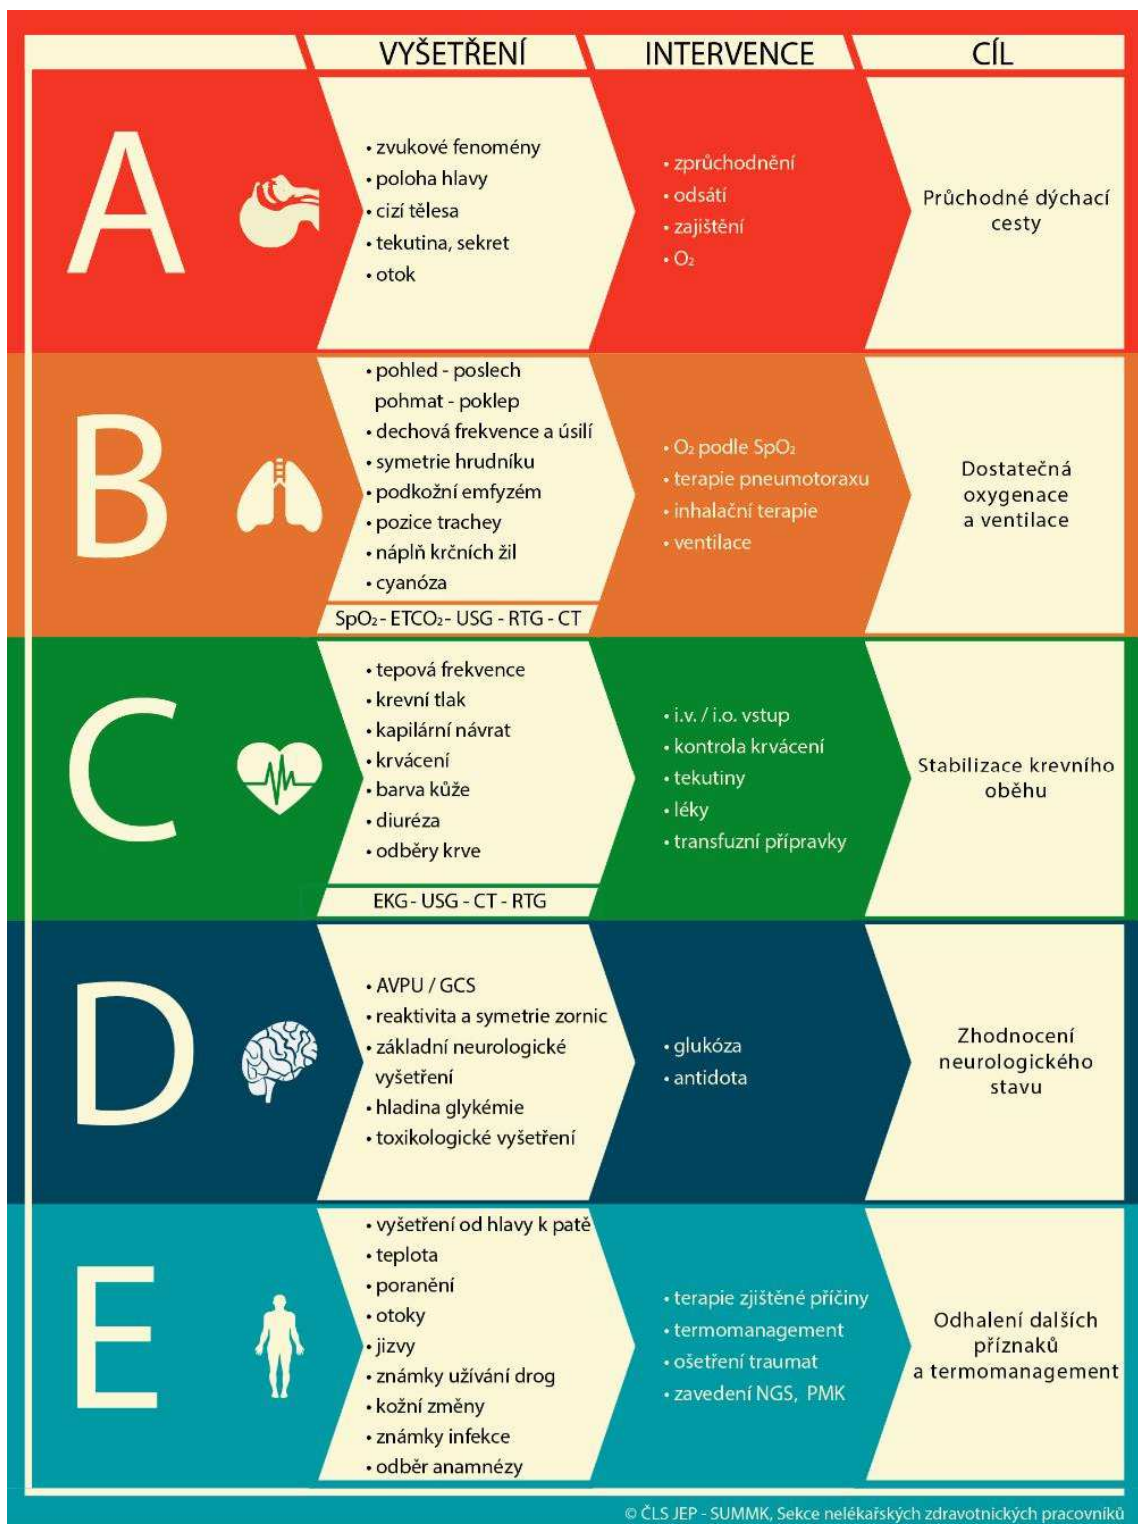 VYŠETŘENÍ INTERVENCE CÍL
A
• zvukové fenomény
• poloha hlavy
• cizí tělesa
• tekutina, sekret
• otok
• zprůchodnění
• odsátí
• zajištění
• O₂
Průchodné dýchací
cesty
B
• pohled - poslech
pohmat - poklep
• dechová frekvence a úsilí
• symetrie hrudníku
• podkožní emfyzém
• pozice trachey
• náplň krčních žil
• cyanóza
SpO₂ - ETCO₂ - USG - RTG - CT
• O₂ podle SpO₂
• terapie pneumotoraxu
• inhalační terapie
• ventilace
Dostatečná
oxygenace
a ventilace
C
• tepová frekvence
• krevní tlak
• kapilární návrat
• krvácení
• barva kůže
• diuréza
• odběry krve
EKG - USG - CT - RTG
• i.v. / i.o. vstup
• kontrola krvácení
• tekutiny
• léky
• transfuzní přípravky
Stabilizace krevního
oběhu
D
• AVPU / GCS
• reaktivita a symetrie zornic
• základní neurologické
vyšetření
• hladina glykémie
• toxikologické vyšetření
• glukóza
• antidota
Zhodnocení
neurologického
stavu
E
• vyšetření od hlavy k patě
• teplota
• poranění
• otoky
• jizvy
• známky užívání drog
• kožní změny
• známky infekce
• odběr anamnézy
• terapie zjištěné příčiny
• termomanagement
• ošetření traumat
• zavedení NGS, PMK
Odhalení dalších
příznaků
a termomanagement
© ČLS JEP - SUMMK, Sekce nelékařských zdravotnických pracovníků